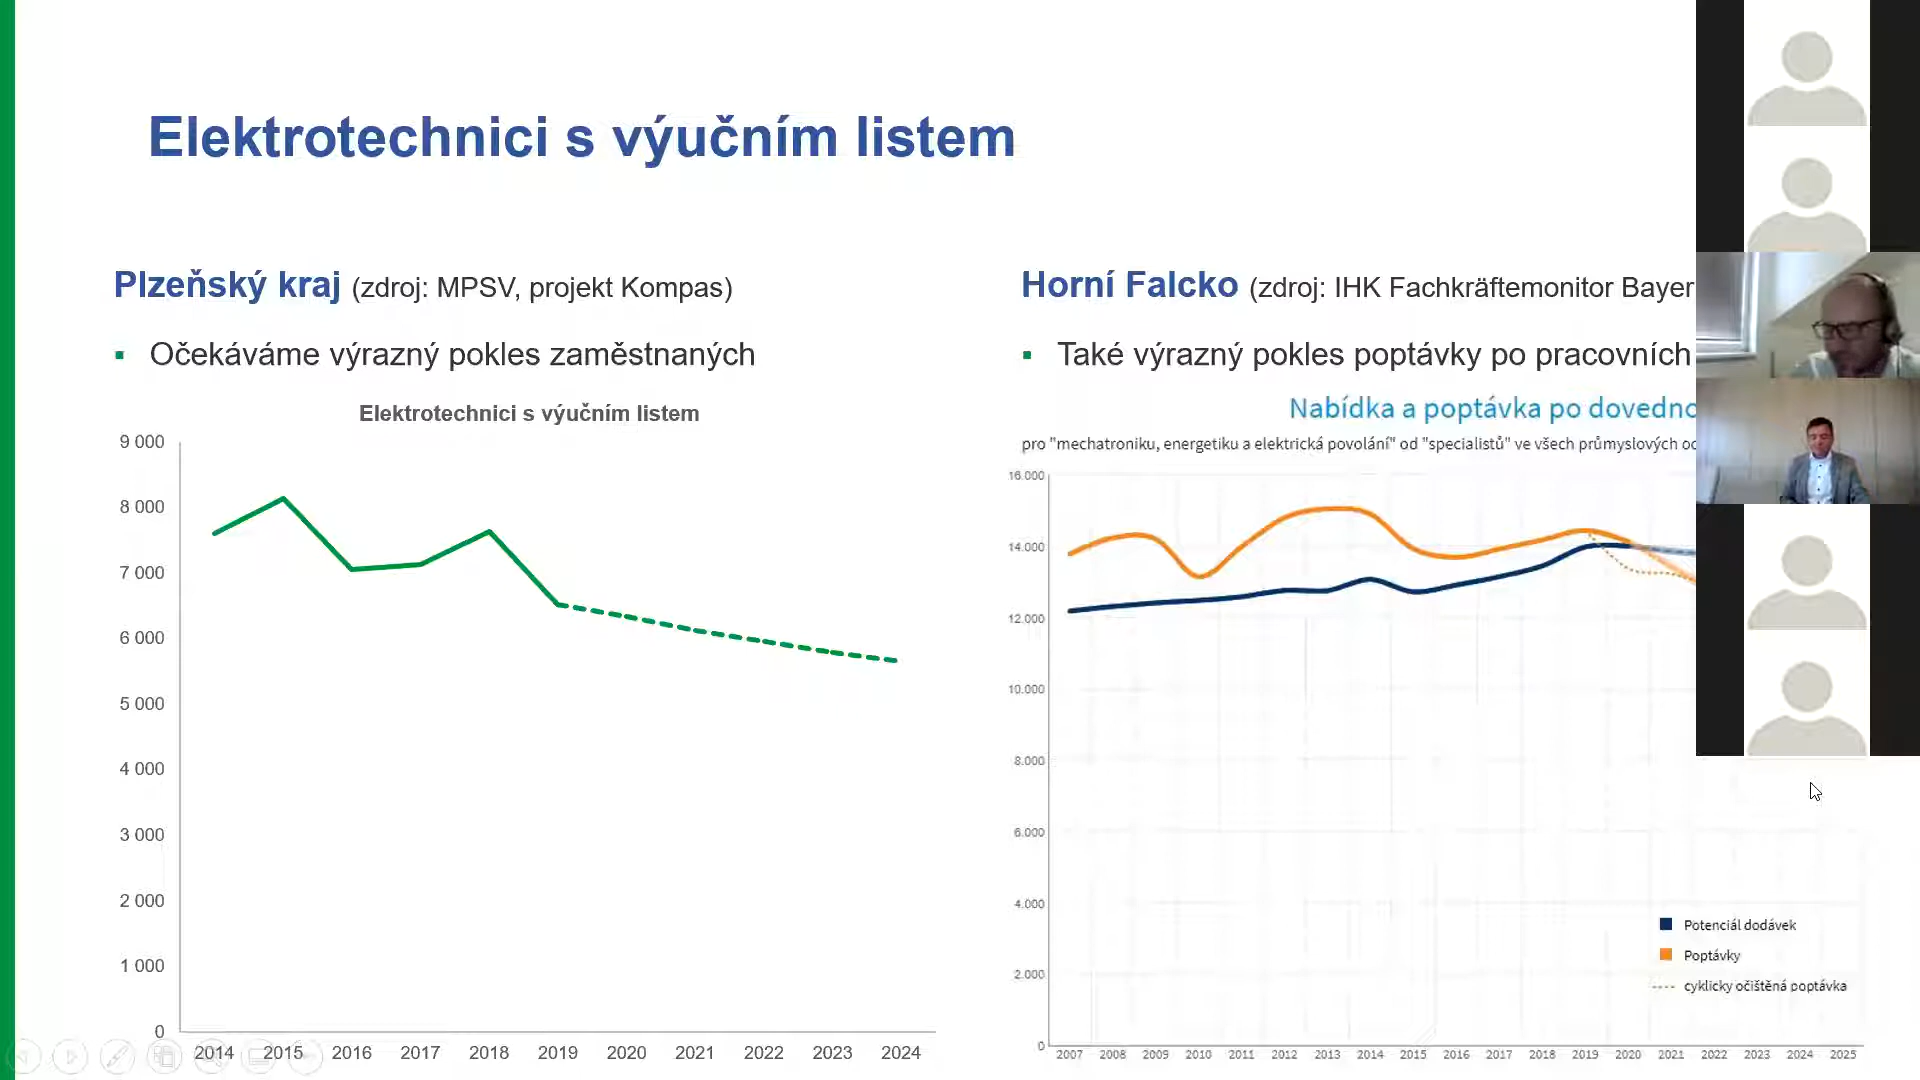 Elektrotechnici s výučním listem
Plzeňský kraj (zdroj: MPSV, projekt Kompas)
▪ Očekáváme výrazný pokles zaměstnaných
Elektrotechnici s výučním listem
9 000
8 000
7 000
6 000
5 000
4 000
3 000
2 000
1 000
0
2014 2015 2016 2017 2018 2019 2020 2021 2022 2023 2024
Horní Falcko (zdroj: IHK Fachkräftemonitor Bayer
▪ Také výrazný pokles poptávky po pracovních
Nabídka a poptávka po dovedno
pro "mechatroniku, energetiku a elektrická povolání" od "specialistů" ve všech průmyslových
16.000
14.000
12.000
10.000
8.000
6.000
4.000
2.000
0
2007 2008 2009 2010 2011 2012 2013 2014 2015 2016 2017 2018 2019 2020 2021 2022 2023 2024 2025
Potenciál dodávek
Poptávky
cyklicky očištěná poptávka